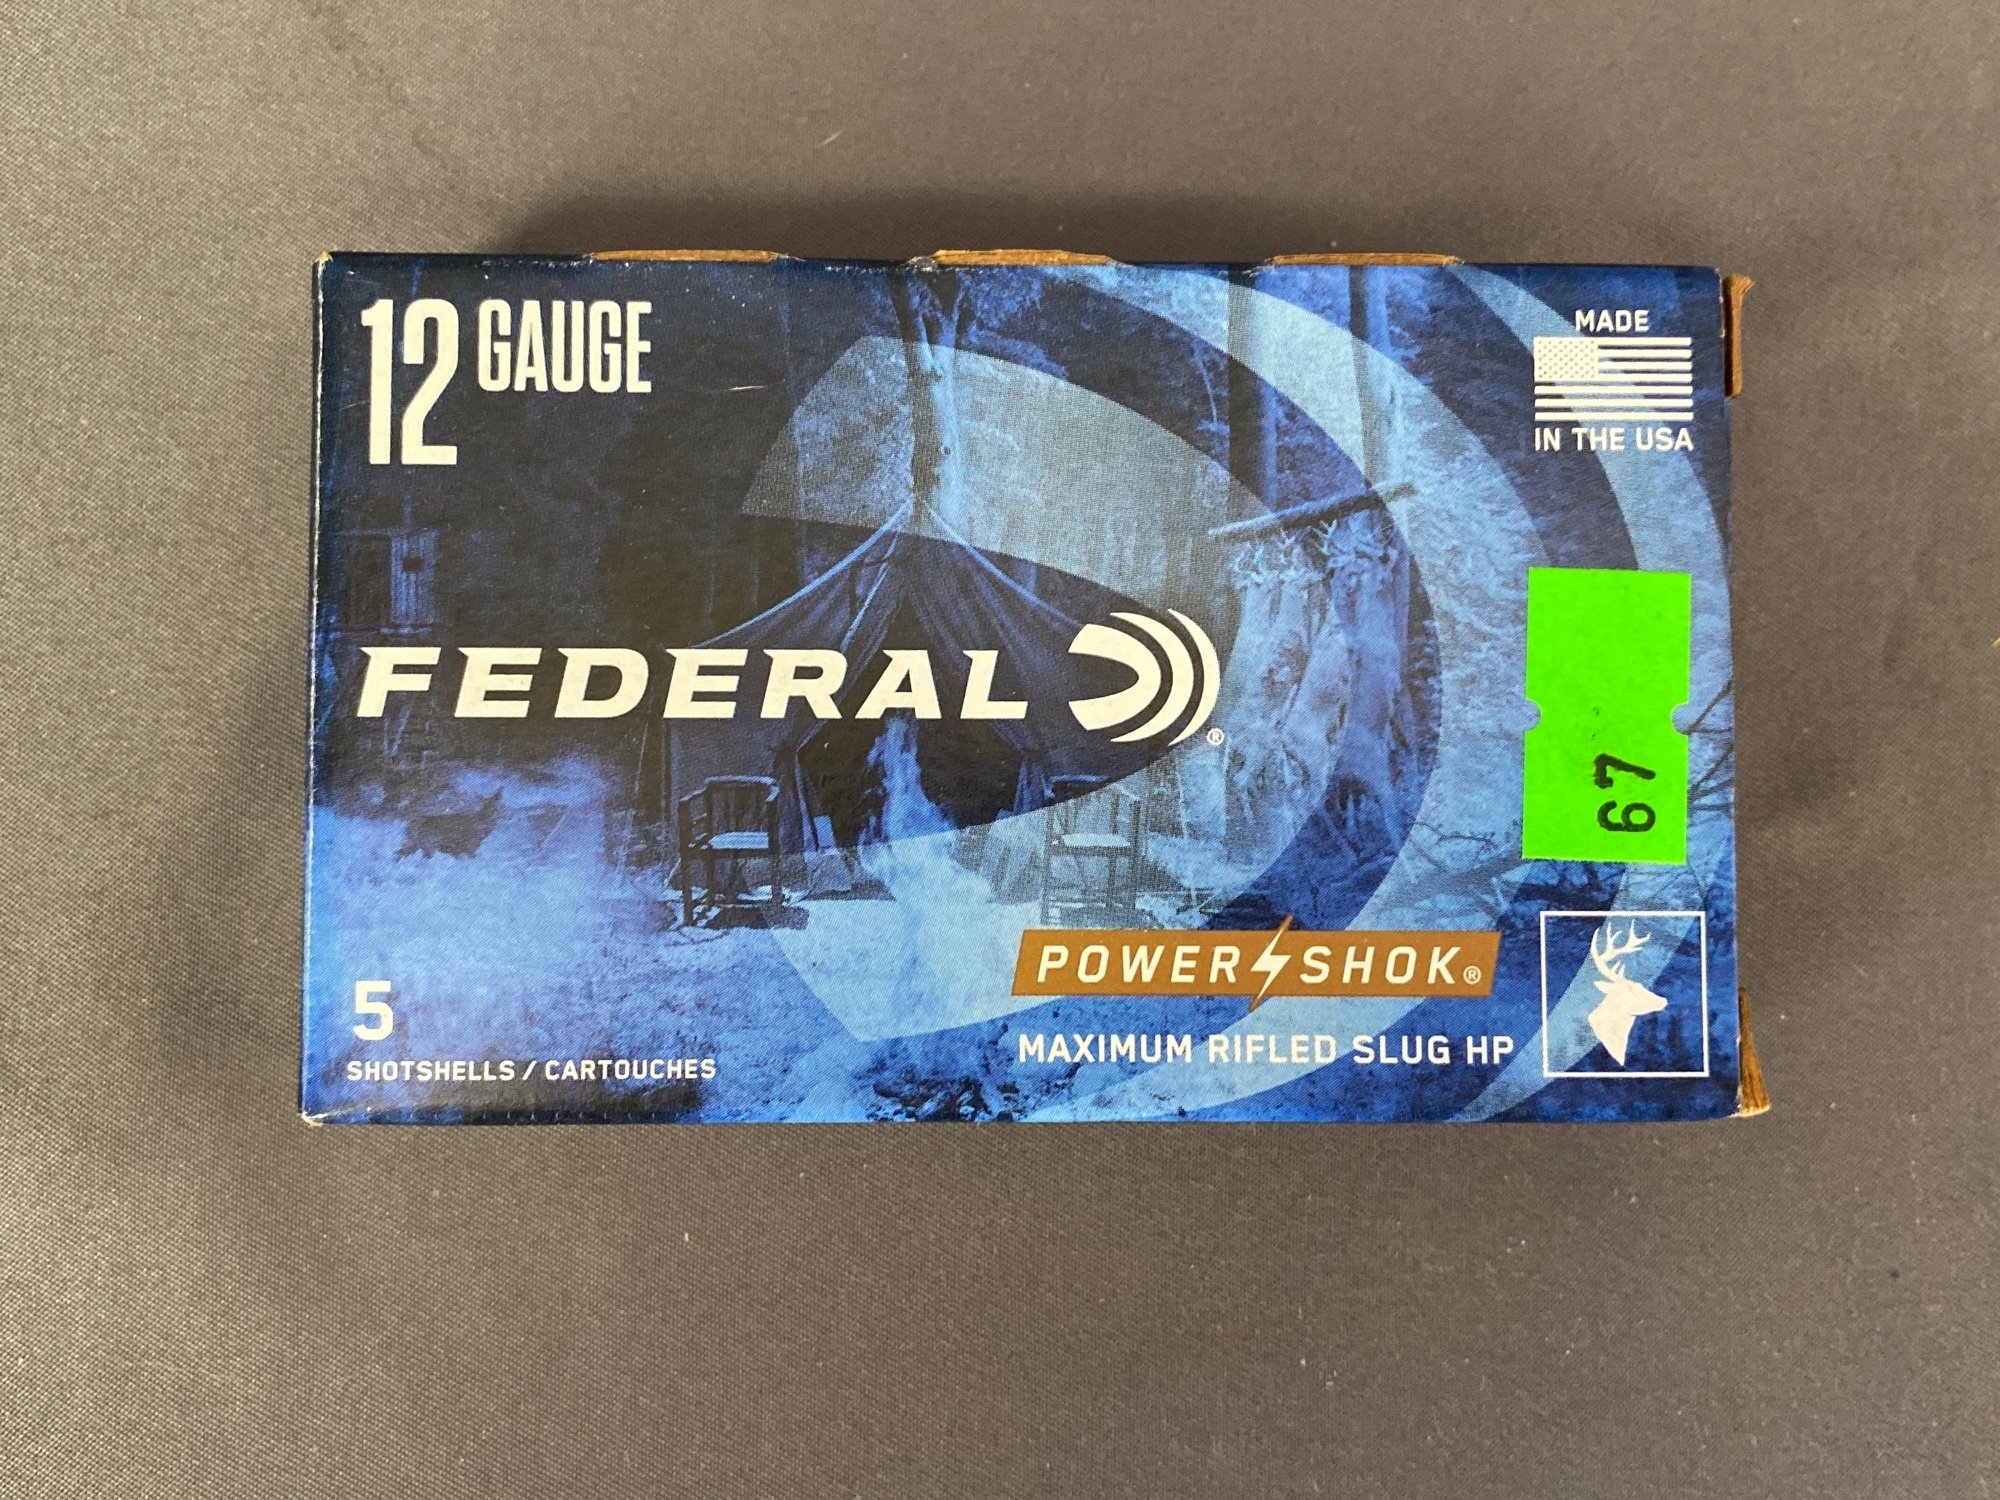 12 GAUGE
MADE
IN THE USA
FEDERAL®
67
POWER SHOK®
MAXIMUM RIFLED SLUG HP
5
SHOTSHELLS / CARTOUCHES